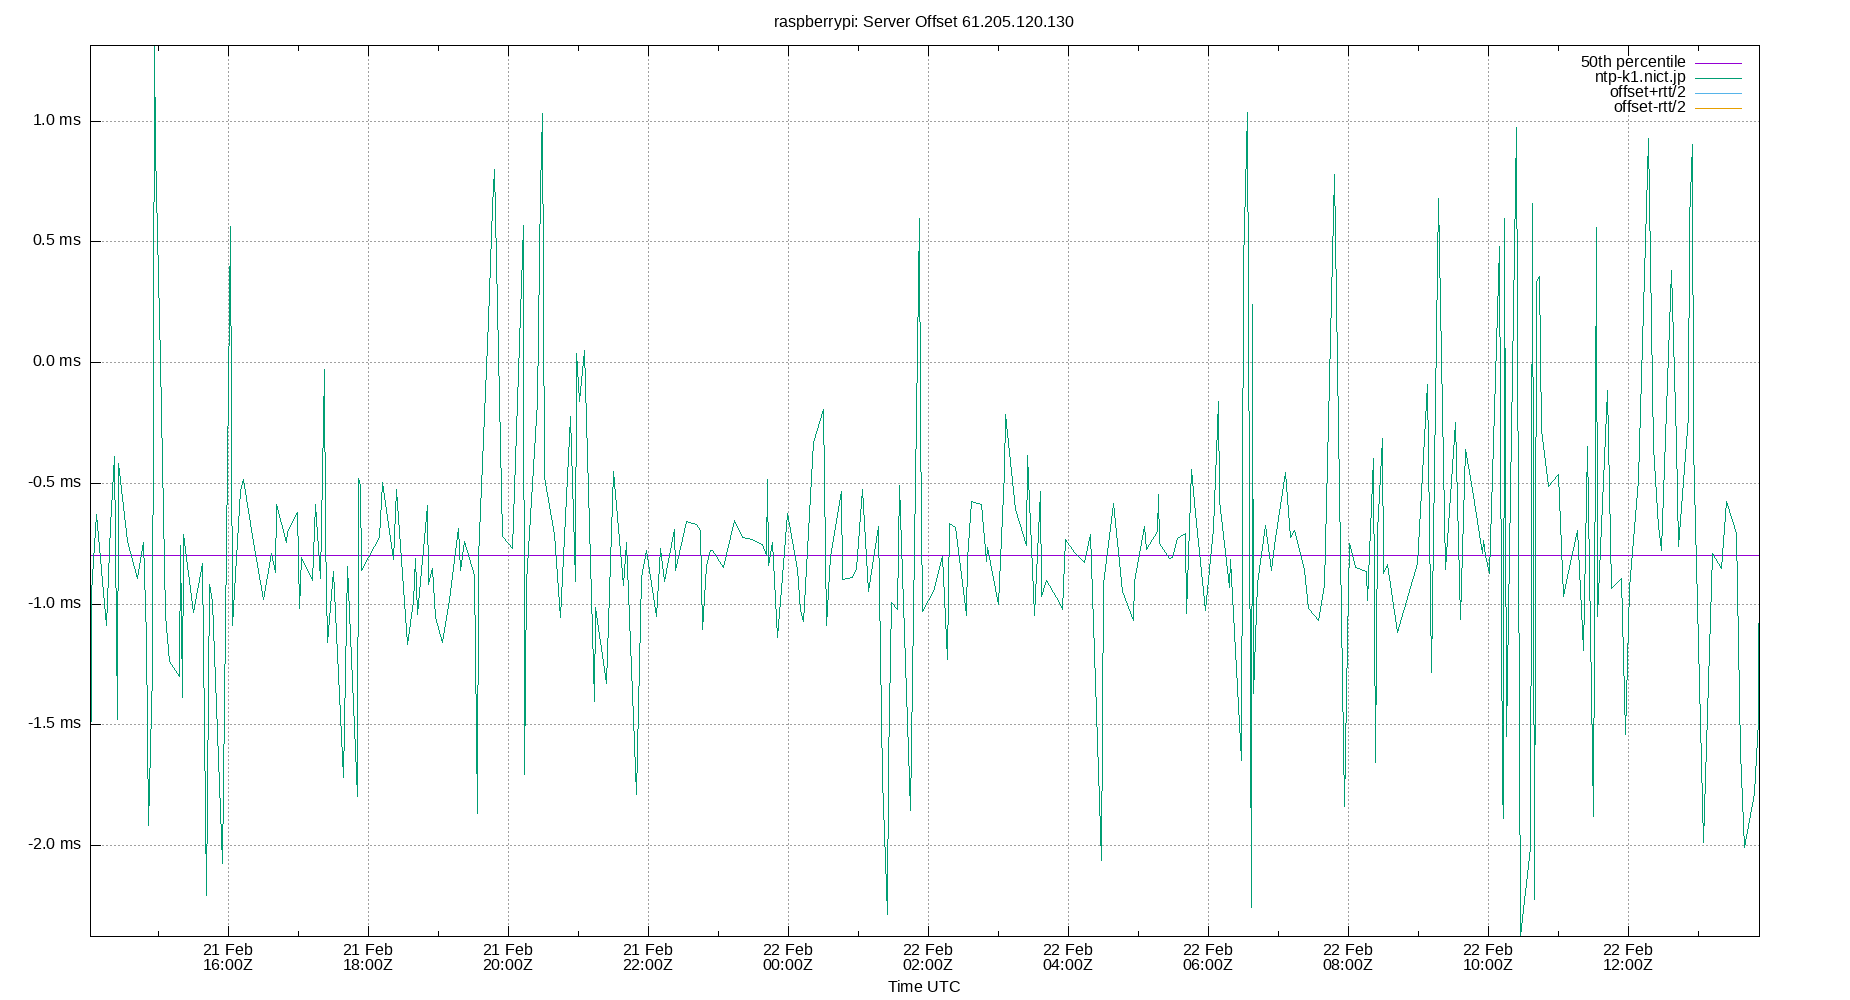 raspberrypi: Server Offset 61.205.120.130
50th percentile
ntp-k1.nict.jp
offset+rtt/2
offset-rtt/2
1.0 ms
0.5 ms
0.0 ms
-0.5 ms
-1.0 ms
-1.5 ms
-2.0 ms
21 Feb 21 Feb 21 Feb 21 Feb 22 Feb 22 Feb 22 Feb 22 Feb 22 Feb 22 Feb 22 Feb
16:00Z 18:00Z 20:00Z 22:00Z 00:00Z 02:00Z 04:00Z 06:00Z 08:00Z 10:00Z 12:00Z
Time UTC